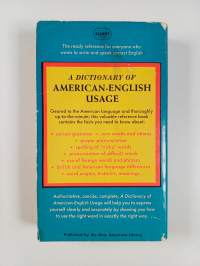 SIGNET
The ready reference for everyone who
wants to write and speak correct English
A DICTIONARY OF
AMERICAN-ENGLISH
USAGE
Geared to the American language and thoroughly
up-to-the-minute, this valuable reference book
contains the facts you need to know about:
• correct grammar • new words and idioms
• proper punctuation
• spelling of "tricky" words
• pronunciation of difficult words
• use of foreign words and phrases
• British and American language differences
• word origins, histories, meanings
Authoritative, concise, complete, A Dictionary of
American-English Usage will help you to express
yourself clearly and accurately by showing you how
to use the right word in exactly the right way . . .
Published by the New American Library